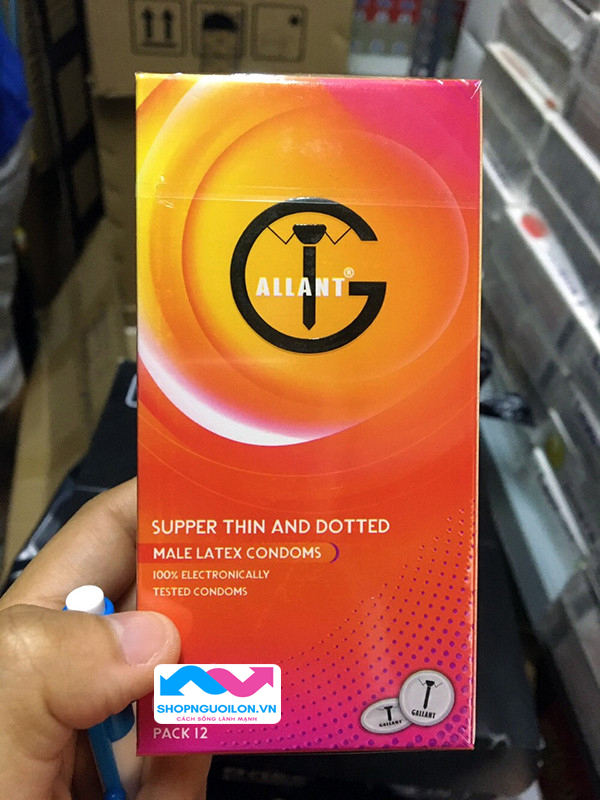 GALLANT®
SUPPER THIN AND DOTTED
MALE LATEX CONDOMS
100% ELECTRONICALLY
TESTED CONDOMS
SHOPNGUOILON.VN
CÁCH SỐNG LÀNH MẠNH
GALLANT
GALLANT
PACK 12